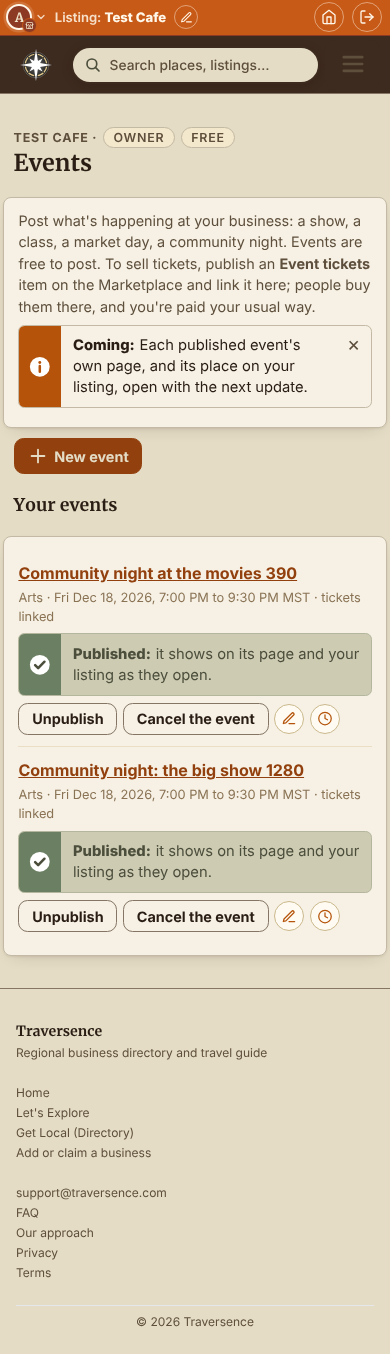 A Listing: Test Cafe
Search places, listings...
TEST CAFE · OWNER FREE
Events
Post what's happening at your business: a show, a
class, a market day, a community night. Events are
free to post. To sell tickets, publish an Event tickets
item on the Marketplace and link it here; people buy
them there, and you're paid your usual way.
Coming: Each published event's
own page, and its place on your
listing, open with the next update.
New event
Your events
Community night at the movies 390
Arts · Fri Dec 18, 2026, 7:00 PM to 9:30 PM MST · tickets
linked
Published: it shows on its page and your
listing as they open.
Unpublish Cancel the event
Community night: the big show 1280
Arts · Fri Dec 18, 2026, 7:00 PM to 9:30 PM MST · tickets
linked
Published: it shows on its page and your
listing as they open.
Unpublish Cancel the event
Traversence
Regional business directory and travel guide
Home
Let's Explore
Get Local (Directory)
Add or claim a business
support@traversence.com
FAQ
Our approach
Privacy
Terms
© 2026 Traversence